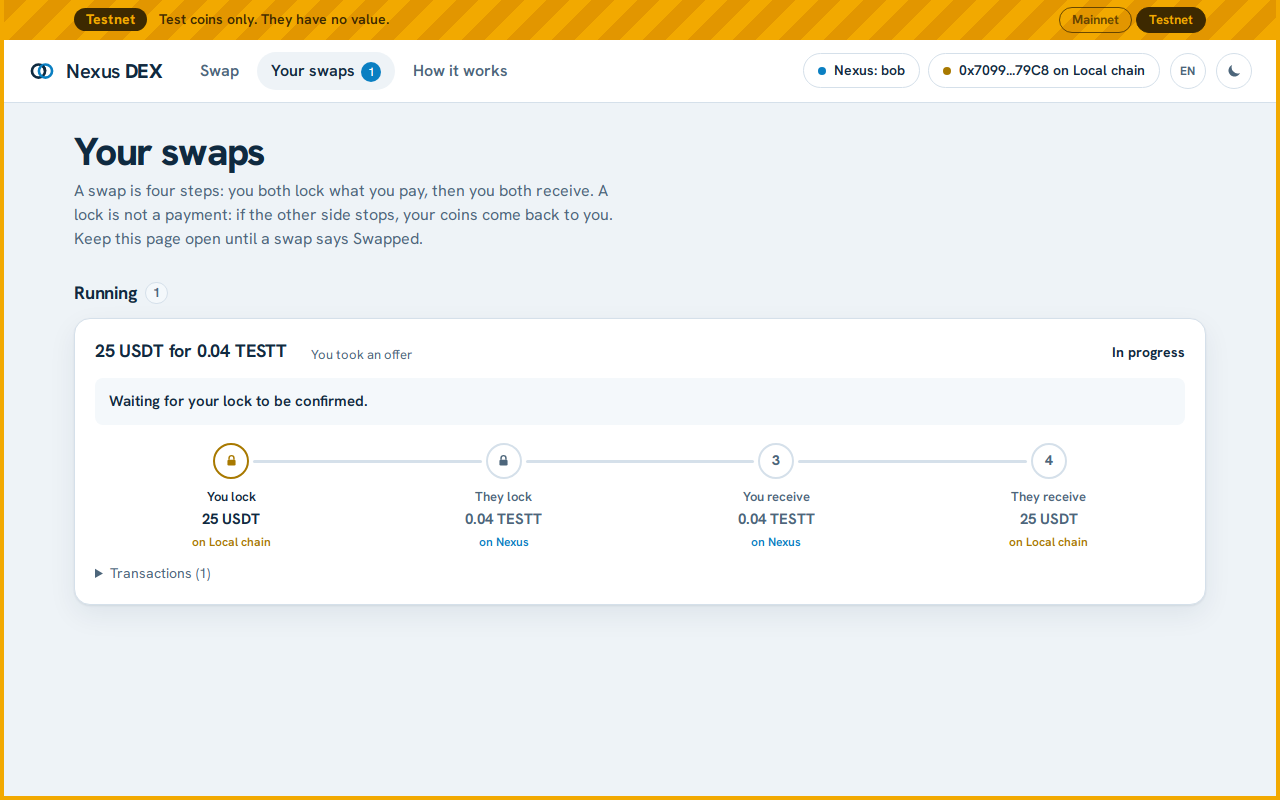 Testnet
Test coins only. They have no value.
Mainnet
Testnet
Nexus DEX
Swap
Your swaps 1
How it works
Nexus: bob
0x7099…79C8 on Local chain
EN
Your swaps
A swap is four steps: you both lock what you pay, then you both receive. A
lock is not a payment: if the other side stops, your coins come back to you.
Keep this page open until a swap says Swapped.
Running 1
25 USDT for 0.04 TESTT
You took an offer
In progress
Waiting for your lock to be confirmed.
3
4
You lock
They lock
You receive
They receive
25 USDT
0.04 TESTT
0.04 TESTT
25 USDT
on Local chain
on Nexus
on Nexus
on Local chain
Transactions (1)